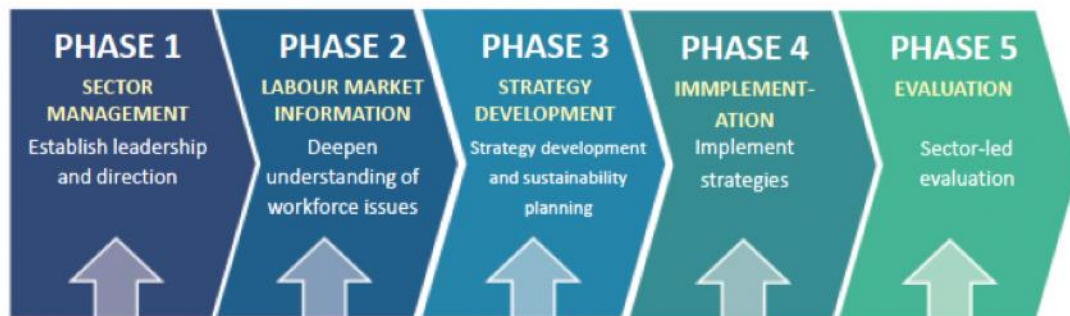 PHASE 1
SECTOR
MANAGEMENT
Establish leadership
and direction
PHASE 2
LABOUR MARKET
INFORMATION
Deepen
understanding of
workforce issues
PHASE 3
STRATEGY
DEVELOPMENT
Strategy development
and sustainability
planning
PHASE 4
IMMPLEMENT-
ATION
Implement
strategies
PHASE 5
EVALUATION
Sector-led
evaluation